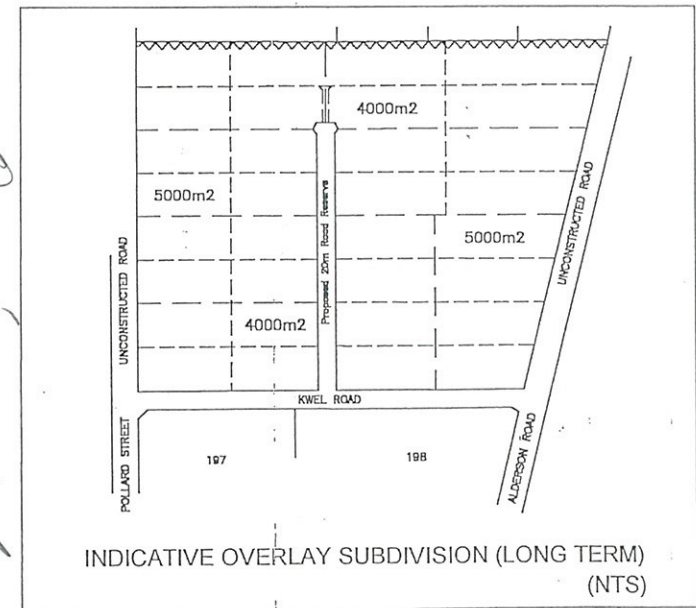 4000m2
5000m2
Proposed 20m Road Reserve
5000m2
UNCONSTRUCTED ROAD
UNCONSTRUCTED ROAD
4000m2
KWEL ROAD
POLLARD STREET
197
198
ALDERSON ROAD
INDICATIVE OVERLAY SUBDIVISION (LONG TERM)
(NTS)